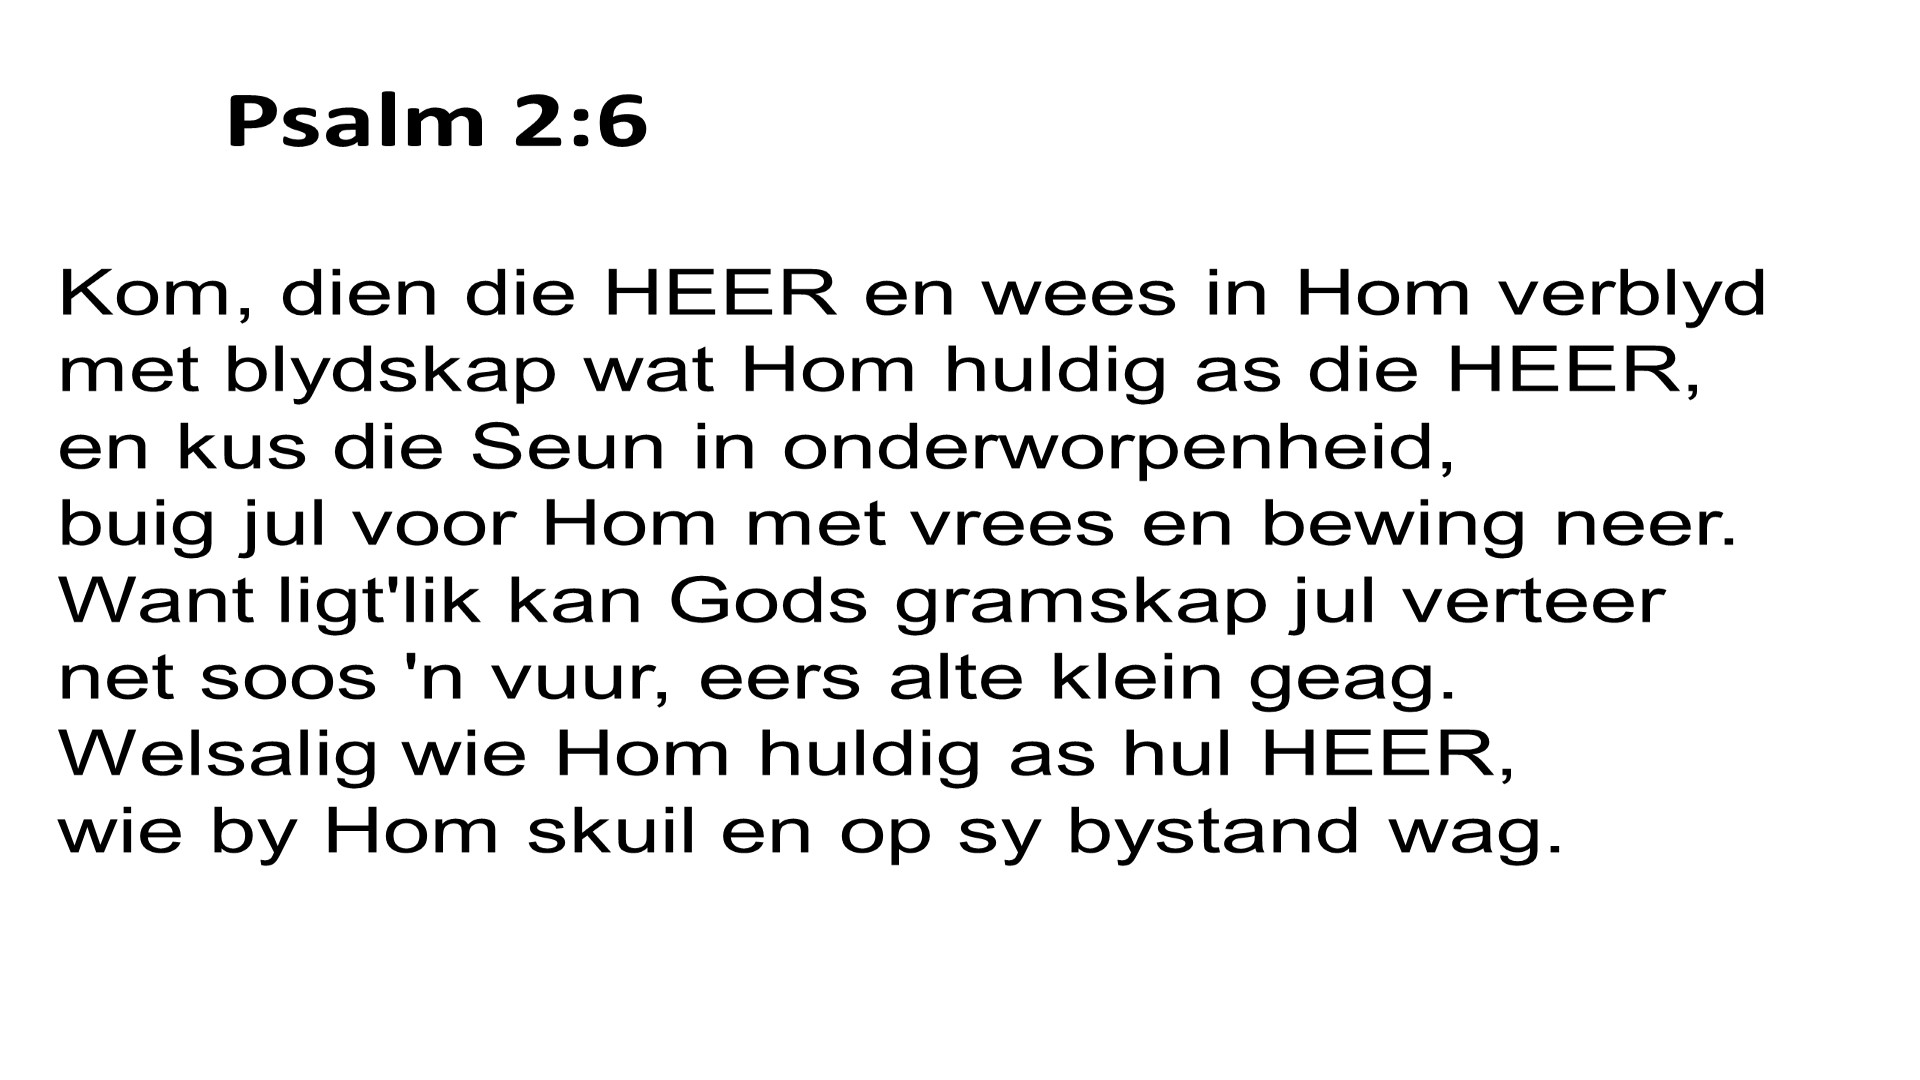 Psalm 2:6
Kom, dien die HEER en wees in Hom verblyd
met blydskap wat Hom huldig as die HEER,
en kus die Seun in onderworpenheid,
buig jul voor Hom met vrees en bewing neer.
Want ligt'lik kan Gods gramskap jul verteer
net soos 'n vuur, eers alte klein geag.
Welsalig wie Hom huldig as hul HEER,
wie by Hom skuil en op sy bystand wag.